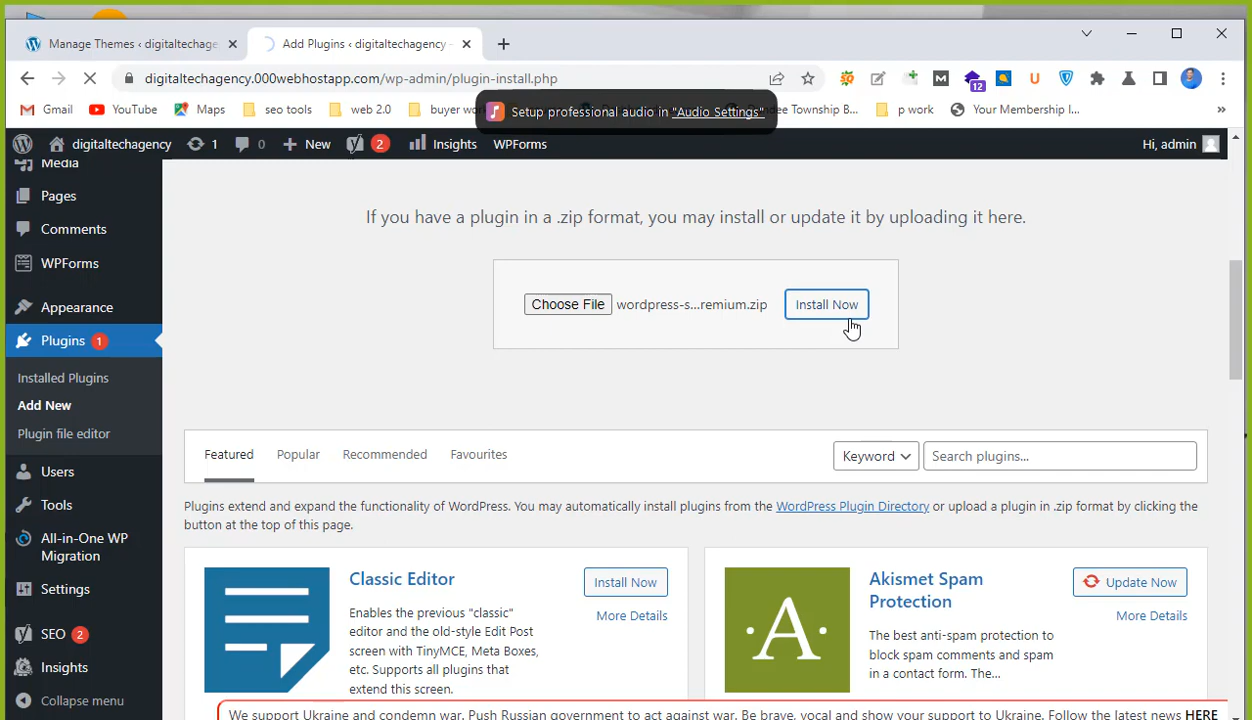 Manage Themes ‹ digitaltechage
Add Plugins ‹ digitaltechagency -
digitaltechagency.000webhostapp.com/wp-admin/plugin-install.php
12
Gmail
YouTube
Maps
seo tools
web 2.0
buyer
Township B...
p work
Your Membership I...
»
Setup professional audio in "Audio Settings"
digitaltechagency
1
0
New
2
Insights
WPForms
Hi, admin
Media
Pages
Comments
WPForms
Appearance
Plugins 1
Installed Plugins
Add New
Plugin file editor
Users
Tools
All-in-One WP
Migration
Settings
SEO 2
Insights
Collapse menu
If you have a plugin in a .zip format, you may install or update it by uploading it here.
Choose File wordpress-s...remium.zip
Install Now
Featured
Popular
Recommended
Favourites
Keyword
Search plugins...
Plugins extend and expand the functionality of WordPress. You may automatically install plugins from the WordPress Plugin Directory or upload a plugin in .zip format by clicking the
button at the top of this page.
Classic Editor
Install Now
More Details
Enables the previous "classic"
editor and the old-style Edit Post
screen with TinyMCE, Meta Boxes,
etc. Supports all plugins that
extend this screen.
·A·
Akismet Spam
Protection
Update Now
More Details
The best anti-spam protection to
block spam comments and spam
in a contact form. The...
We support Ukraine and condemn war. Push Russian government to act against war. Be brave, vocal and show your support to Ukraine. Follow the latest news HERE